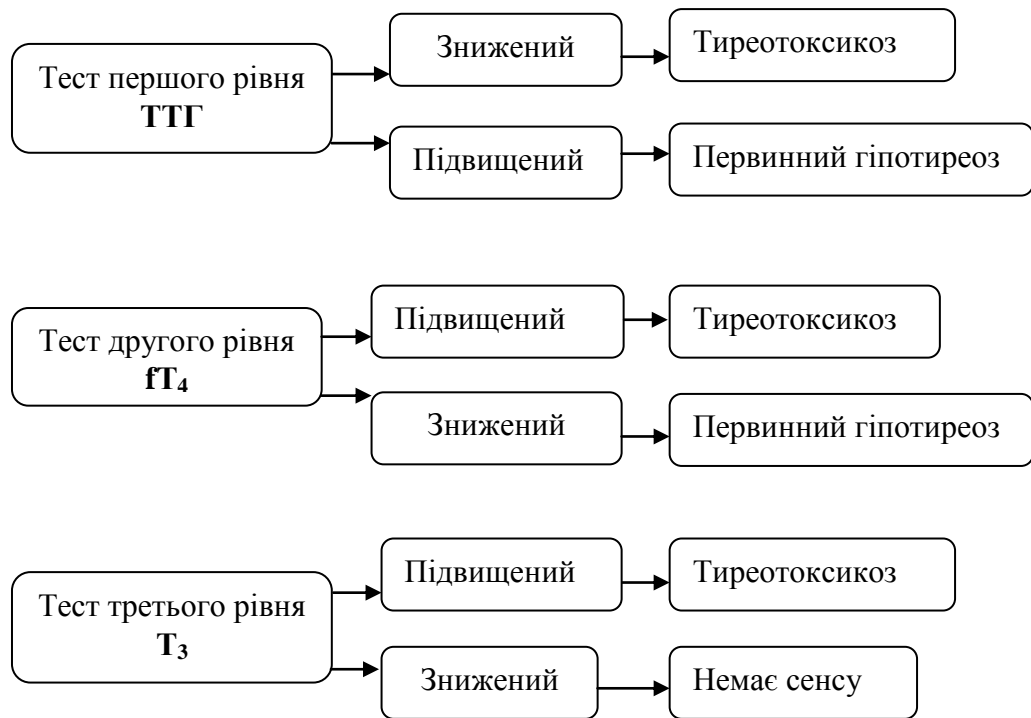 Тест першого рівня
ТТГ
Знижений
Тиреотоксикоз
Підвищений
Первинний гіпотиреоз
Тест другого рівня
fT₄
Підвищений
Тиреотоксикоз
Знижений
Первинний гіпотиреоз
Тест третього рівня
Т₃
Підвищений
Тиреотоксикоз
Знижений
Немає сенсу